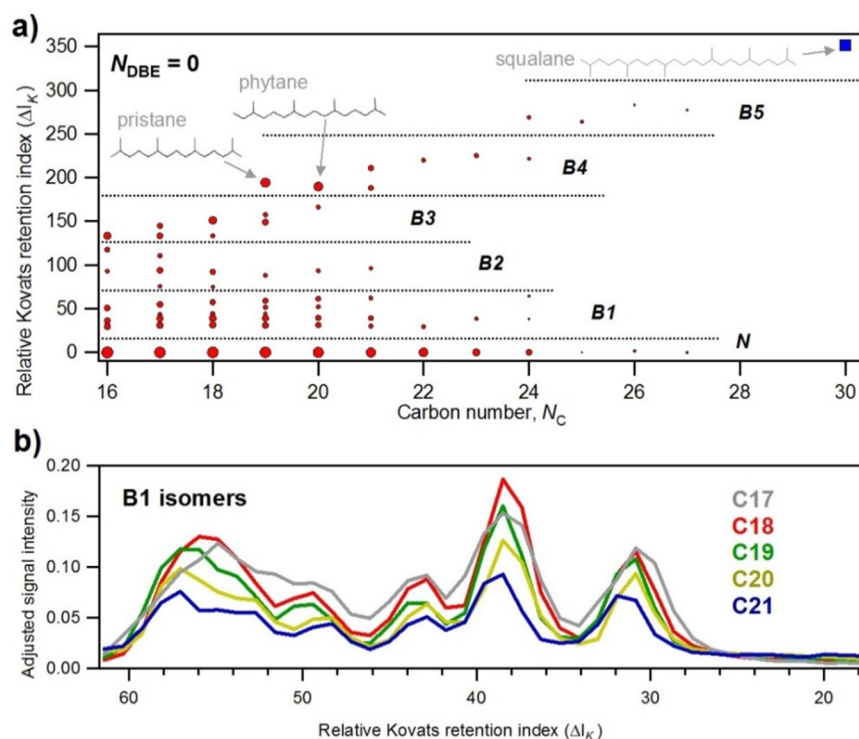 a)
N_DBE = 0
squalane
phytane
pristane
B5
B4
B3
B2
B1
N
350
300
250
200
150
100
50
0
Relative Kovats retention index (ΔI_K)
16 18 20 22 24 26 28 30
Carbon number, N_C
b)
B1 isomers
C17
C18
C19
C20
C21
0.20
0.15
0.10
0.05
0.00
Adjusted signal intensity
60 50 40 30 20
Relative Kovats retention index (ΔI_K)